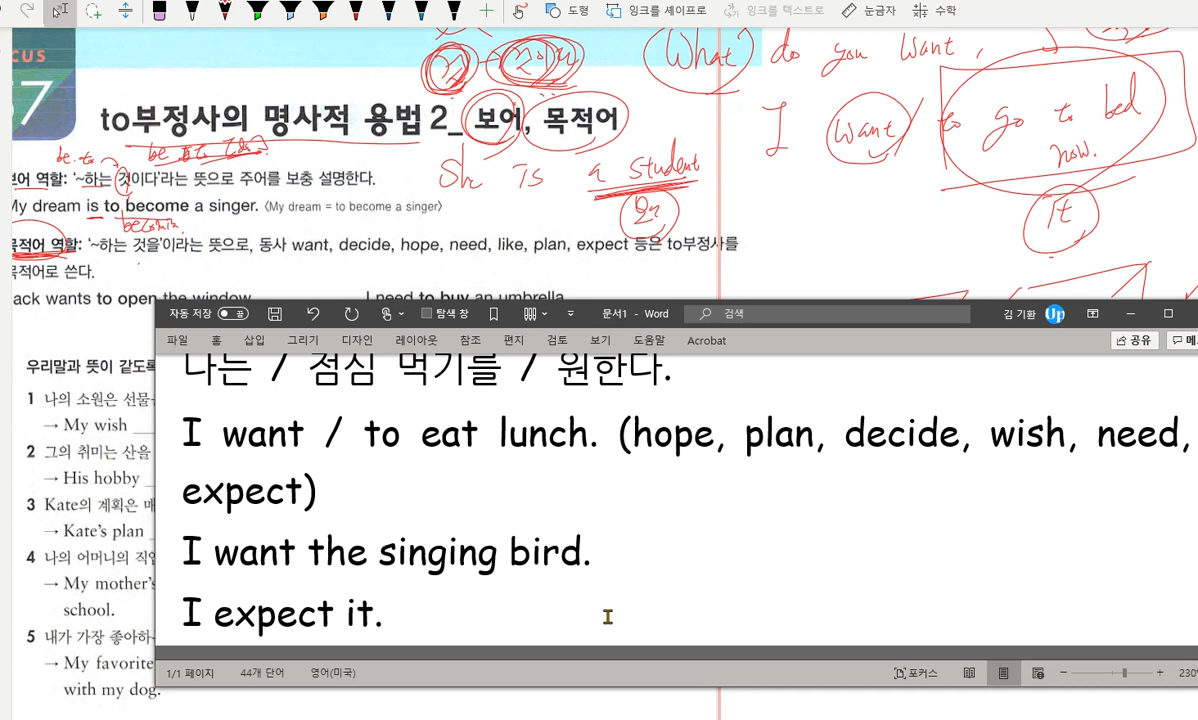 도형 잉크를 셰이프로 잉크를 텍스트로 눈금자 수학
CUS
7
to부정사의 명사적 용법 2_ 보어, 목적어
What do you want,
I want / to go to bed
now.
It
She is a student
be to
보어 역할: '~하는 것이다'라는 뜻으로 주어를 보충 설명한다.
My dream is to become a singer. 〈My dream = to become a singer〉
목적어 역할: '~하는 것을'이라는 뜻으로, 동사 want, decide, hope, need, like, plan, expect 등은 to부정사를
목적어로 쓴다.
ack wants to open the window I need to buy an umbrella
우리말과 뜻이 같도록
1 나의 소원은 선물
→ My wish
2 그의 취미는 산을
→ His hobby
3 Kate의 계획은 매
→ Kate's plan
4 나의 어머니의 직업
→ My mother's
school.
5 내가 가장 좋아하
→ My favorite
with my dog.
자동 저장 끔 탐색 창 문서1 - Word 검색 김 기환 Up
파일 홈 삽입 그리기 디자인 레이아웃 참조 편지 검토 보기 도움말 Acrobat 공유 메
나는 / 점심 먹기를 / 원한다.
I want / to eat lunch. (hope, plan, decide, wish, need,
expect)
I want the singing bird.
I expect it.
1/1 페이지 44개 단어 영어(미국) 포커스 230%